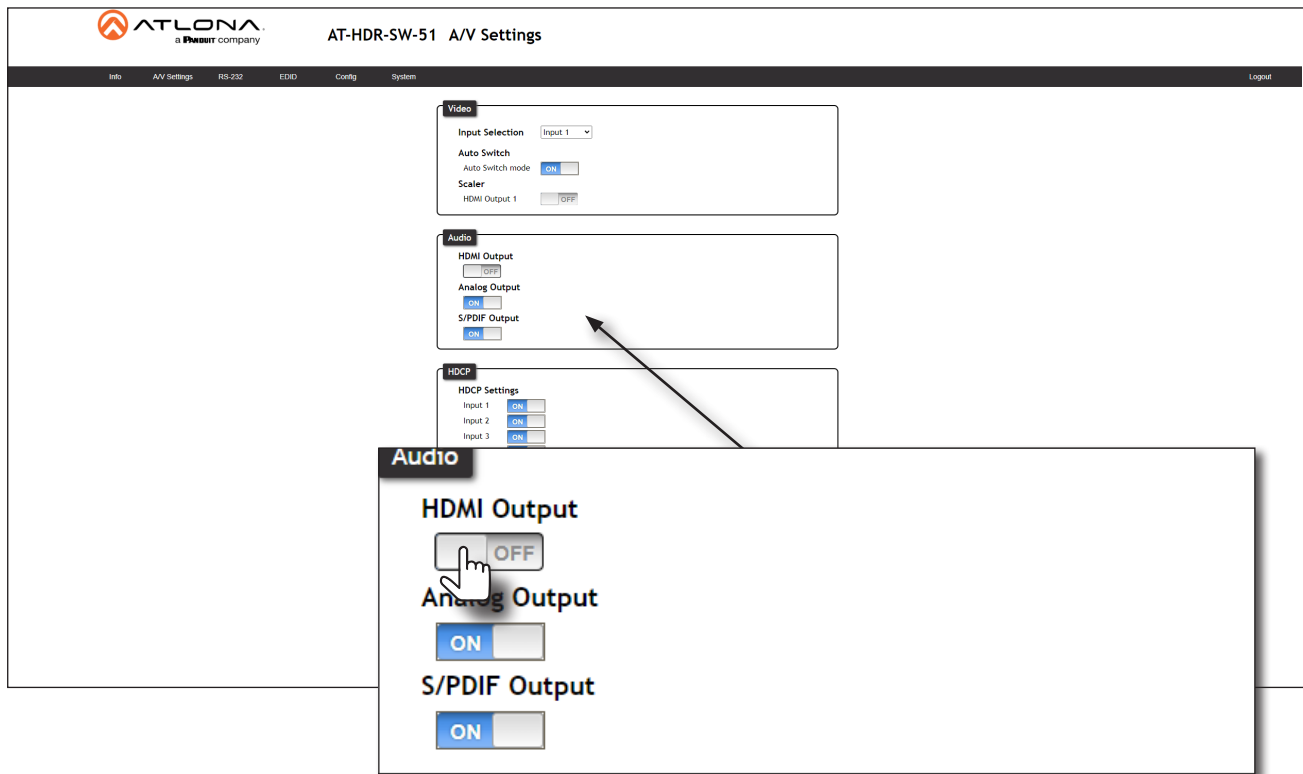 ATLONA.
a PANDUIT company
AT-HDR-SW-51 A/V Settings
Info A/V Settings RS-232 EDID Config System Logout
Video
Input Selection Input 1
Auto Switch
Auto Switch mode ON
Scaler
HDMI Output 1 OFF
Audio
HDMI Output
OFF
Analog Output
ON
S/PDIF Output
ON
HDCP
HDCP Settings
Input 1 ON
Input 2 ON
Input 3 ON
Audio
HDMI Output
OFF
Analog Output
ON
S/PDIF Output
ON